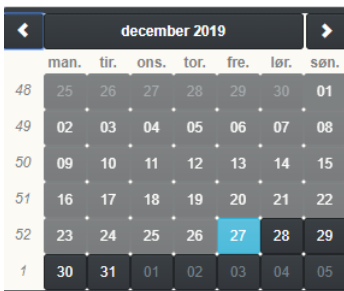 december 2019
man. tir. ons. tor. fre. lør. søn.
48 25 26 27 28 29 30 01
49 02 03 04 05 06 07 08
50 09 10 11 12 13 14 15
51 16 17 18 19 20 21 22
52 23 24 25 26 27 28 29
1 30 31 01 02 03 04 05